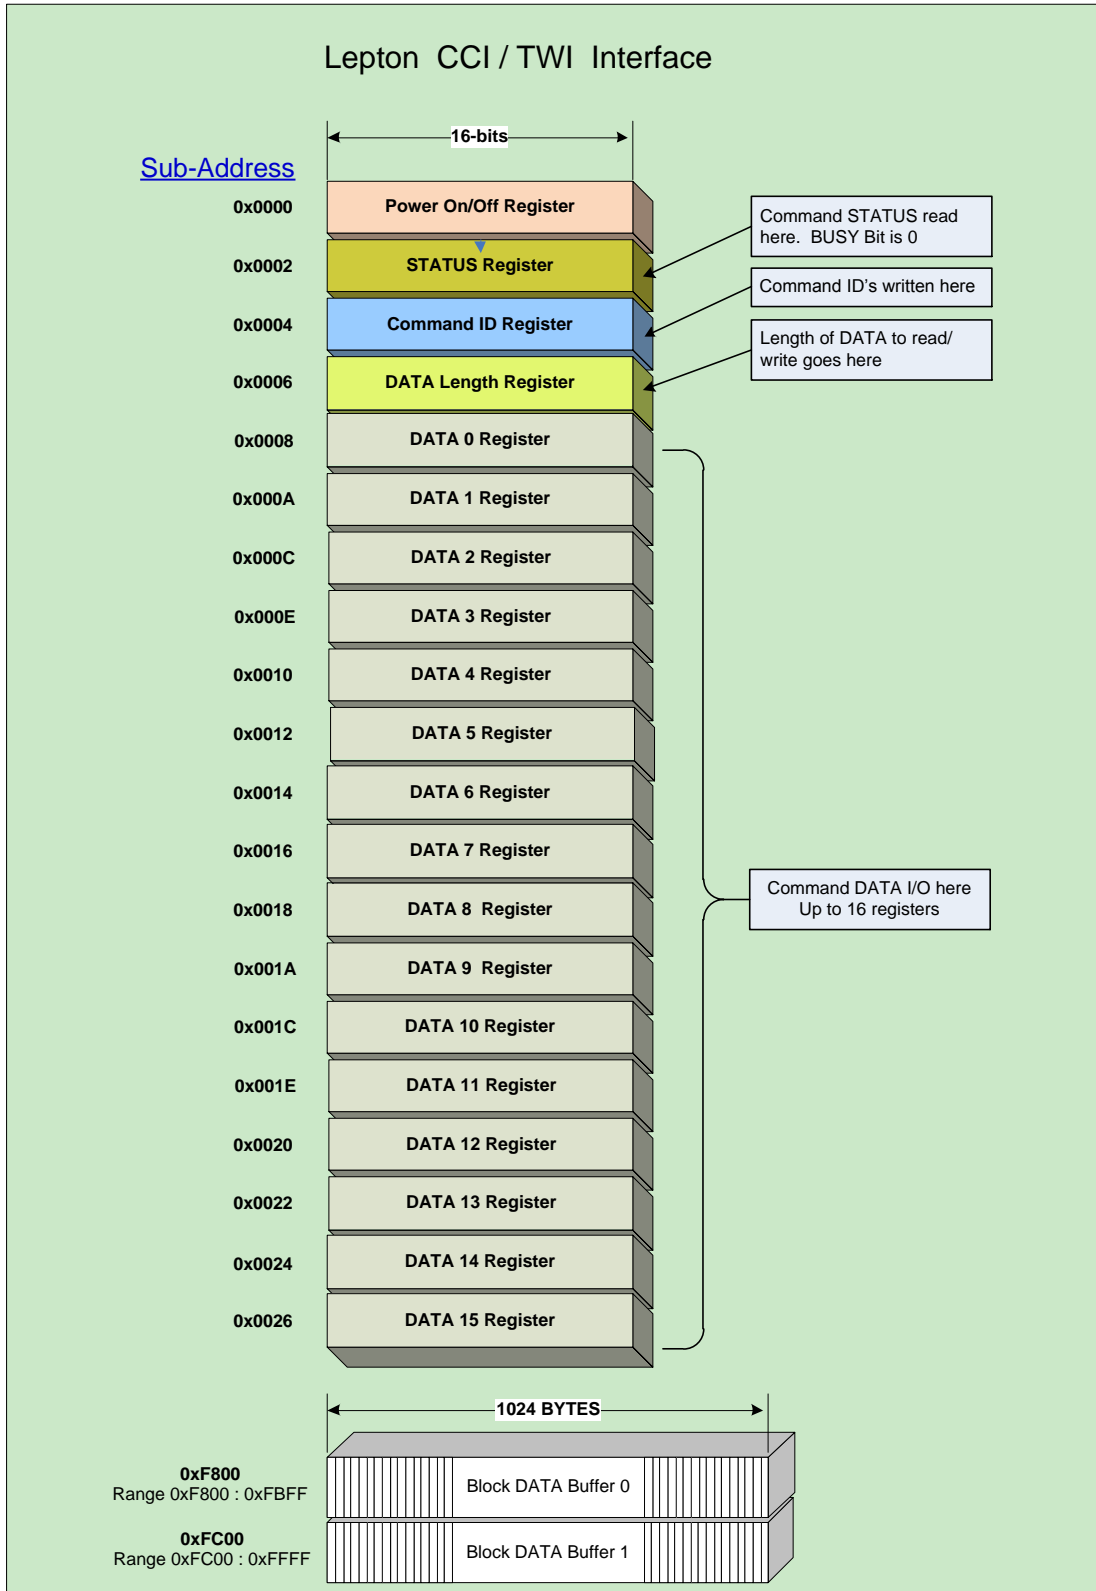 Lepton CCI / TWI Interface
16-bits
Sub-Address
0x0000
Power On/Off Register
0x0002
STATUS Register
Command STATUS read
here. BUSY Bit is 0
0x0004
Command ID Register
Command ID's written here
0x0006
DATA Length Register
Length of DATA to read/
write goes here
0x0008
DATA 0 Register
0x000A
DATA 1 Register
0x000C
DATA 2 Register
0x000E
DATA 3 Register
0x0010
DATA 4 Register
0x0012
DATA 5 Register
0x0014
DATA 6 Register
0x0016
DATA 7 Register
0x0018
DATA 8 Register
Command DATA I/O here
Up to 16 registers
0x001A
DATA 9 Register
0x001C
DATA 10 Register
0x001E
DATA 11 Register
0x0020
DATA 12 Register
0x0022
DATA 13 Register
0x0024
DATA 14 Register
0x0026
DATA 15 Register
1024 BYTES
0xF800
Range 0xF800 : 0xFBFF
Block DATA Buffer 0
0xFC00
Range 0xFC00 : 0xFFFF
Block DATA Buffer 1